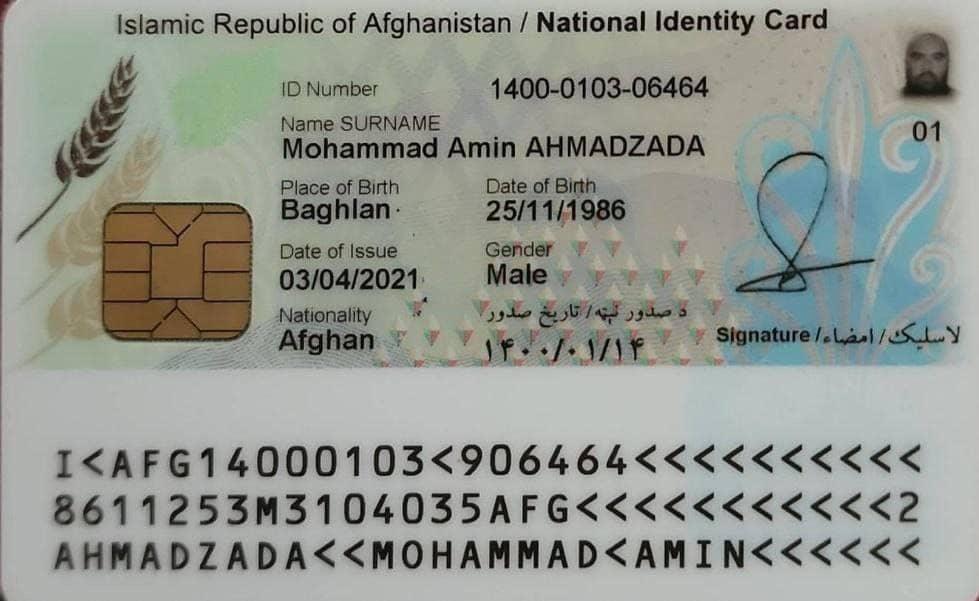 Islamic Republic of Afghanistan / National Identity Card
ID Number 1400-0103-06464
01
Name SURNAME
Mohammad Amin AHMADZADA
Place of Birth Date of Birth
Baghlan 25/11/1986
Date of Issue Gender
03/04/2021 Male
Nationality د صدور نېټه/ تاریخ صدور
Afghan ۱۴۰۰/۰۱/۱۴
Signature /لاسلیک/ امضاء
I<AFG14000103<906464<<<<<<<<<<
8611253M3104035AFG<<<<<<<<<<<2
AHMADZADA<<MOHAMMAD<AMIN<<<<<<